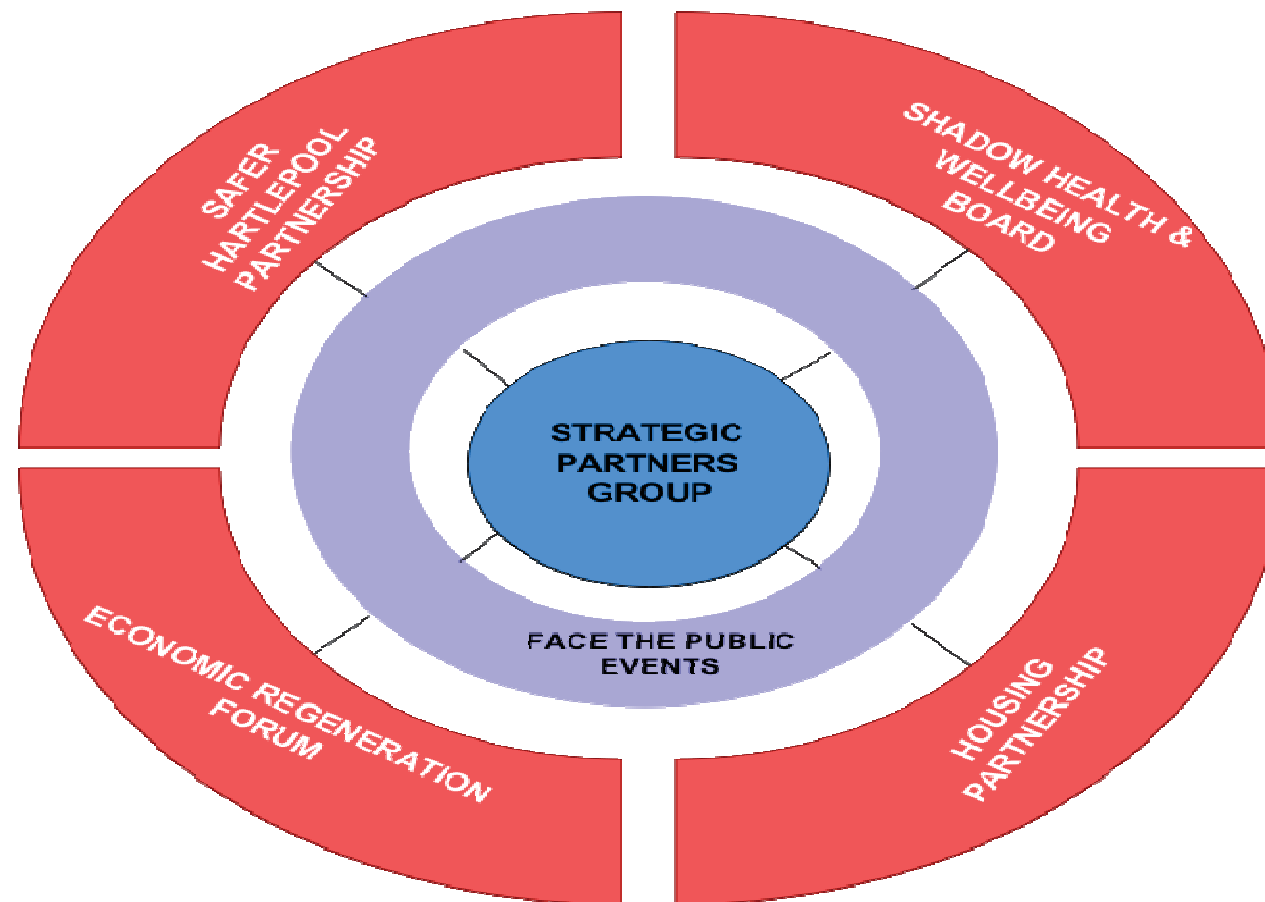 SAFER
HARTLEPOOL
PARTNERSHIP
SHADOW HEALTH &
WELLBEING
BOARD
STRATEGIC
PARTNERS
GROUP
FACE THE PUBLIC
EVENTS
ECONOMIC REGENERATION
FORUM
HOUSING
PARTNERSHIP